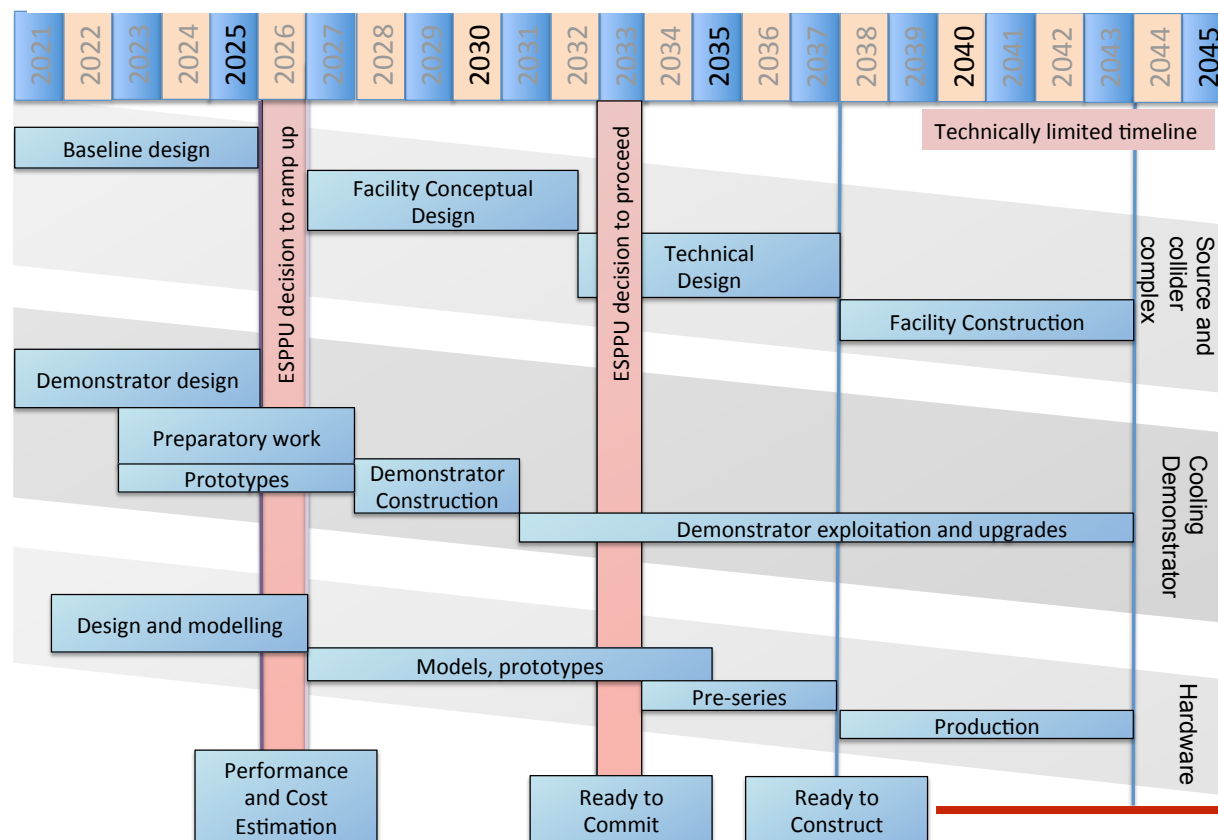 2021
2022
2023
2024
2025
2026
2027
2028
2029
2030
2031
2032
2033
2034
2035
2036
2037
2038
2039
2040
2041
2042
2043
2044
2045
Technically limited timeline
Baseline design
ESPPU decision to ramp up
Facility Conceptual
Design
ESPPU decision to proceed
Technical
Design
Facility Construction
Source and
collider
complex
Demonstrator design
Preparatory work
Prototypes
Demonstrator
Construction
Demonstrator exploitation and upgrades
Cooling
Demonstrator
Design and modelling
Models, prototypes
Pre-series
Production
Hardware
Performance
and Cost
Estimation
Ready to
Commit
Ready to
Construct